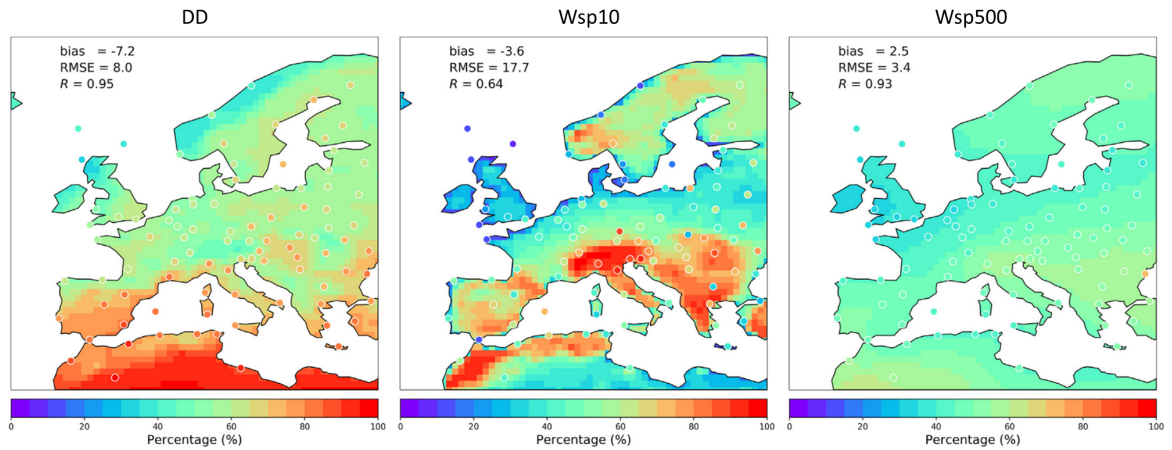 DD
Wsp10
Wsp500
bias = -7.2
RMSE = 8.0
R = 0.95
bias = -3.6
RMSE = 17.7
R = 0.64
bias = 2.5
RMSE = 3.4
R = 0.93
0 20 40 60 80 100
Percentage (%)
0 20 40 60 80 100
Percentage (%)
0 20 40 60 80 100
Percentage (%)